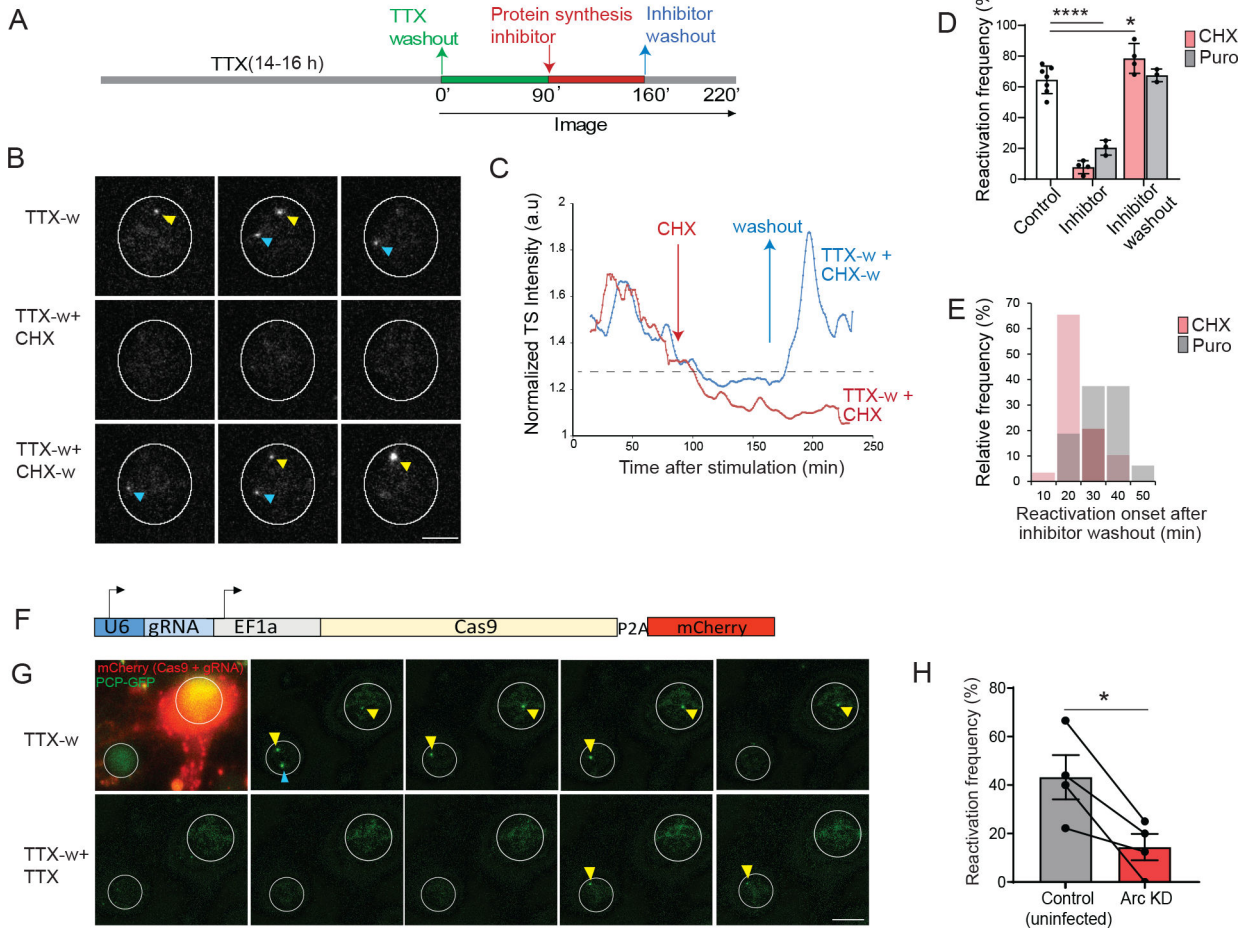 A
TTX
washout
Protein synthesis
inhibitor
Inhibitor
washout
TTX(14-16 h)
0'
90'
160'
220'
Image
B
TTX-w
TTX-w+
CHX
TTX-w+
CHX-w
C
Normalized TS Intensity (a.u)
2
1.8
1.6
1.4
1.2
1
0
50
100
150
200
250
Time after stimulation (min)
CHX
washout
TTX-w +
CHX-w
TTX-w +
CHX
D
Reactivation frequency (%)
100
80
60
40
20
0
****
*
CHX
Puro
Control
Inhibtor
Inhibitor
washout
E
Relative frequency (%)
70
60
50
40
30
20
10
0
CHX
Puro
10
20
30
40
50
Reactivation onset after
inhibitor washout (min)
F
U6
gRNA
EF1a
Cas9
P2A
mCherry
G
mCherry (Cas9 + gRNA)
PCP-GFP
TTX-w
TTX-w+
TTX
H
Reactivation frequency (%)
80
60
40
20
0
*
Control
(uninfected)
Arc KD